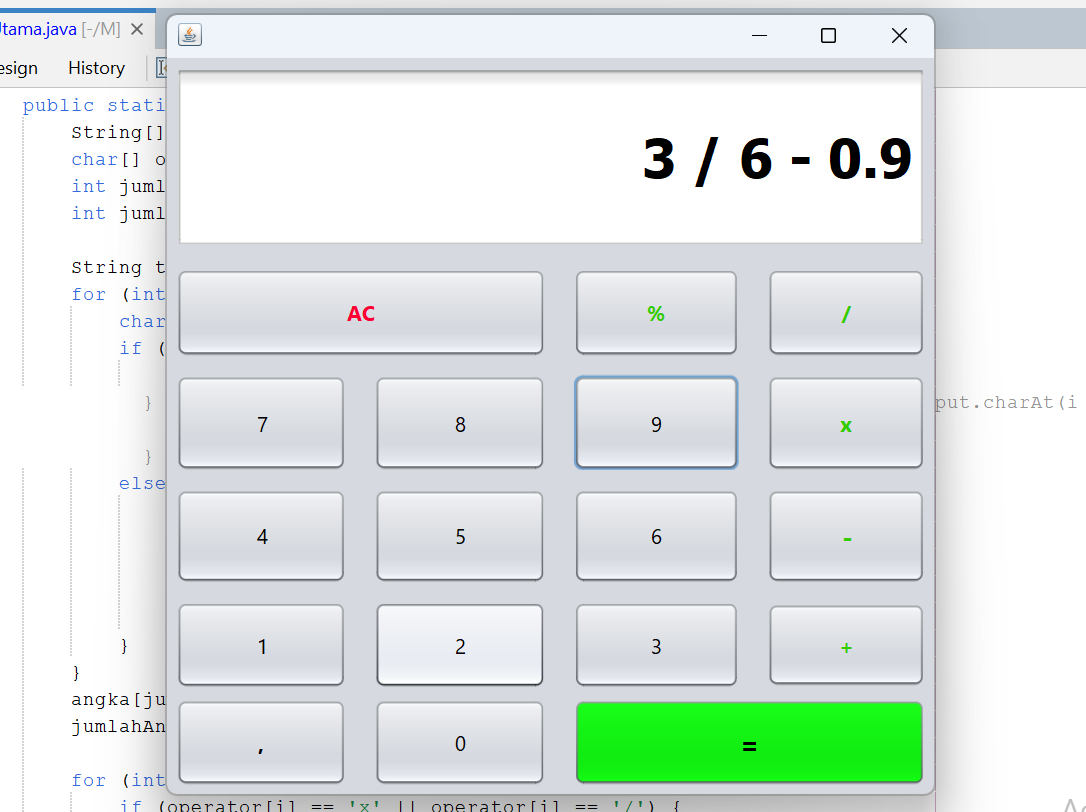 Utama.java [-/M]
esign History
public stati
String[]
char[] o
int juml
int juml
String t
for (int
char
if (
} put.charAt(i
}
else
}
}
angka[ju
jumlahAn
for (int
if (operator[i] == 'x' || operator[i] == '/') {
3 / 6 - 0.9
AC % /
7 8 9 x
4 5 6 -
1 2 3 +
, 0 =